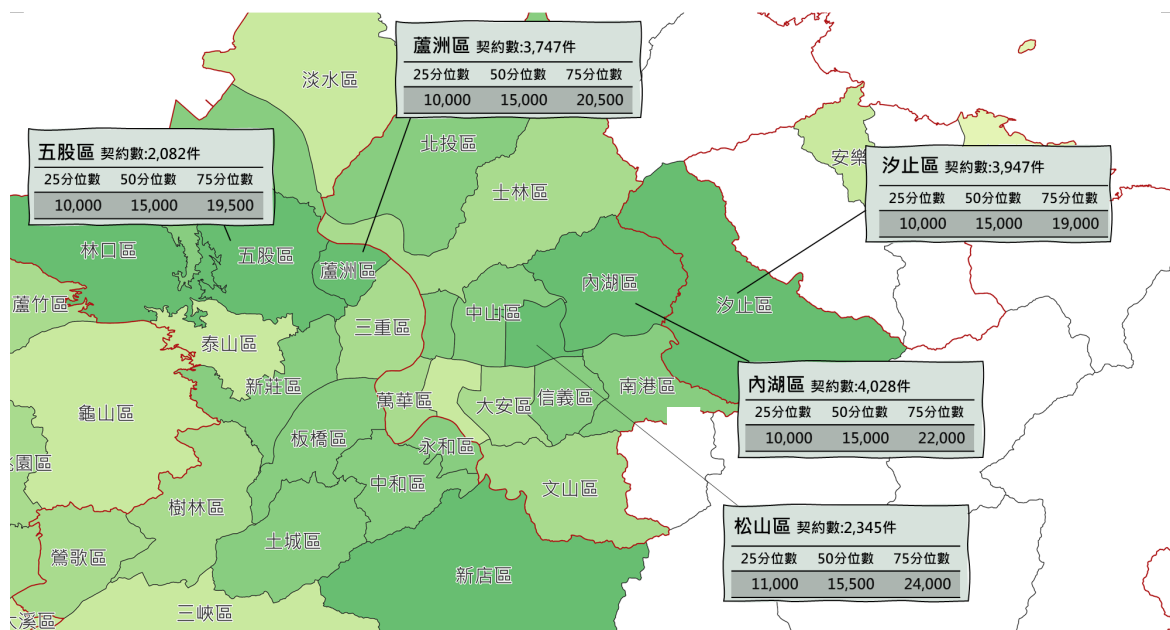 淡水區
蘆洲區 契約數:3,747件
25分位數 50分位數 75分位數
10,000 15,000 20,500
北投區
五股區 契約數:2,082件
25分位數 50分位數 75分位數
10,000 15,000 19,500
安樂
汐止區 契約數:3,947件
25分位數 50分位數 75分位數
10,000 15,000 19,000
士林區
林口區
五股區
蘆洲區
內湖區
蘆竹區
中山區
汐止區
三重區
泰山區
新莊區
南港區
內湖區 契約數:4,028件
25分位數 50分位數 75分位數
10,000 15,000 22,000
龜山區
萬華區
大安區
信義區
板橋區
永和區
園區
中和區
文山區
樹林區
松山區 契約數:2,345件
25分位數 50分位數 75分位數
11,000 15,500 24,000
土城區
鶯歌區
新店區
三峽區
溪區